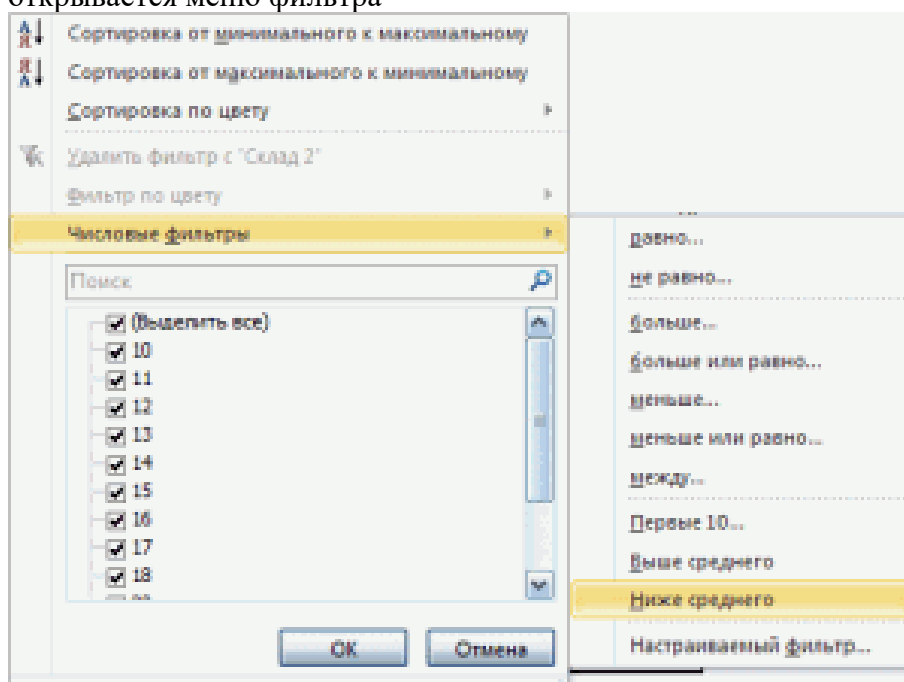 открывается меню фильтра
Сортировка от минимального к максимальному
Сортировка от максимального к минимальному
Сортировка по цвету
Удалить фильтр с "Склад 2"
Фильтр по цвету
Числовые фильтры
Поиск
(Выделить все)
10
11
12
13
14
15
16
17
18
ОК
Отмена
равно...
не равно...
больше...
больше или равно...
меньше...
меньше или равно...
между...
Первые 10...
Выше среднего
Ниже среднего
Настраиваемый фильтр...